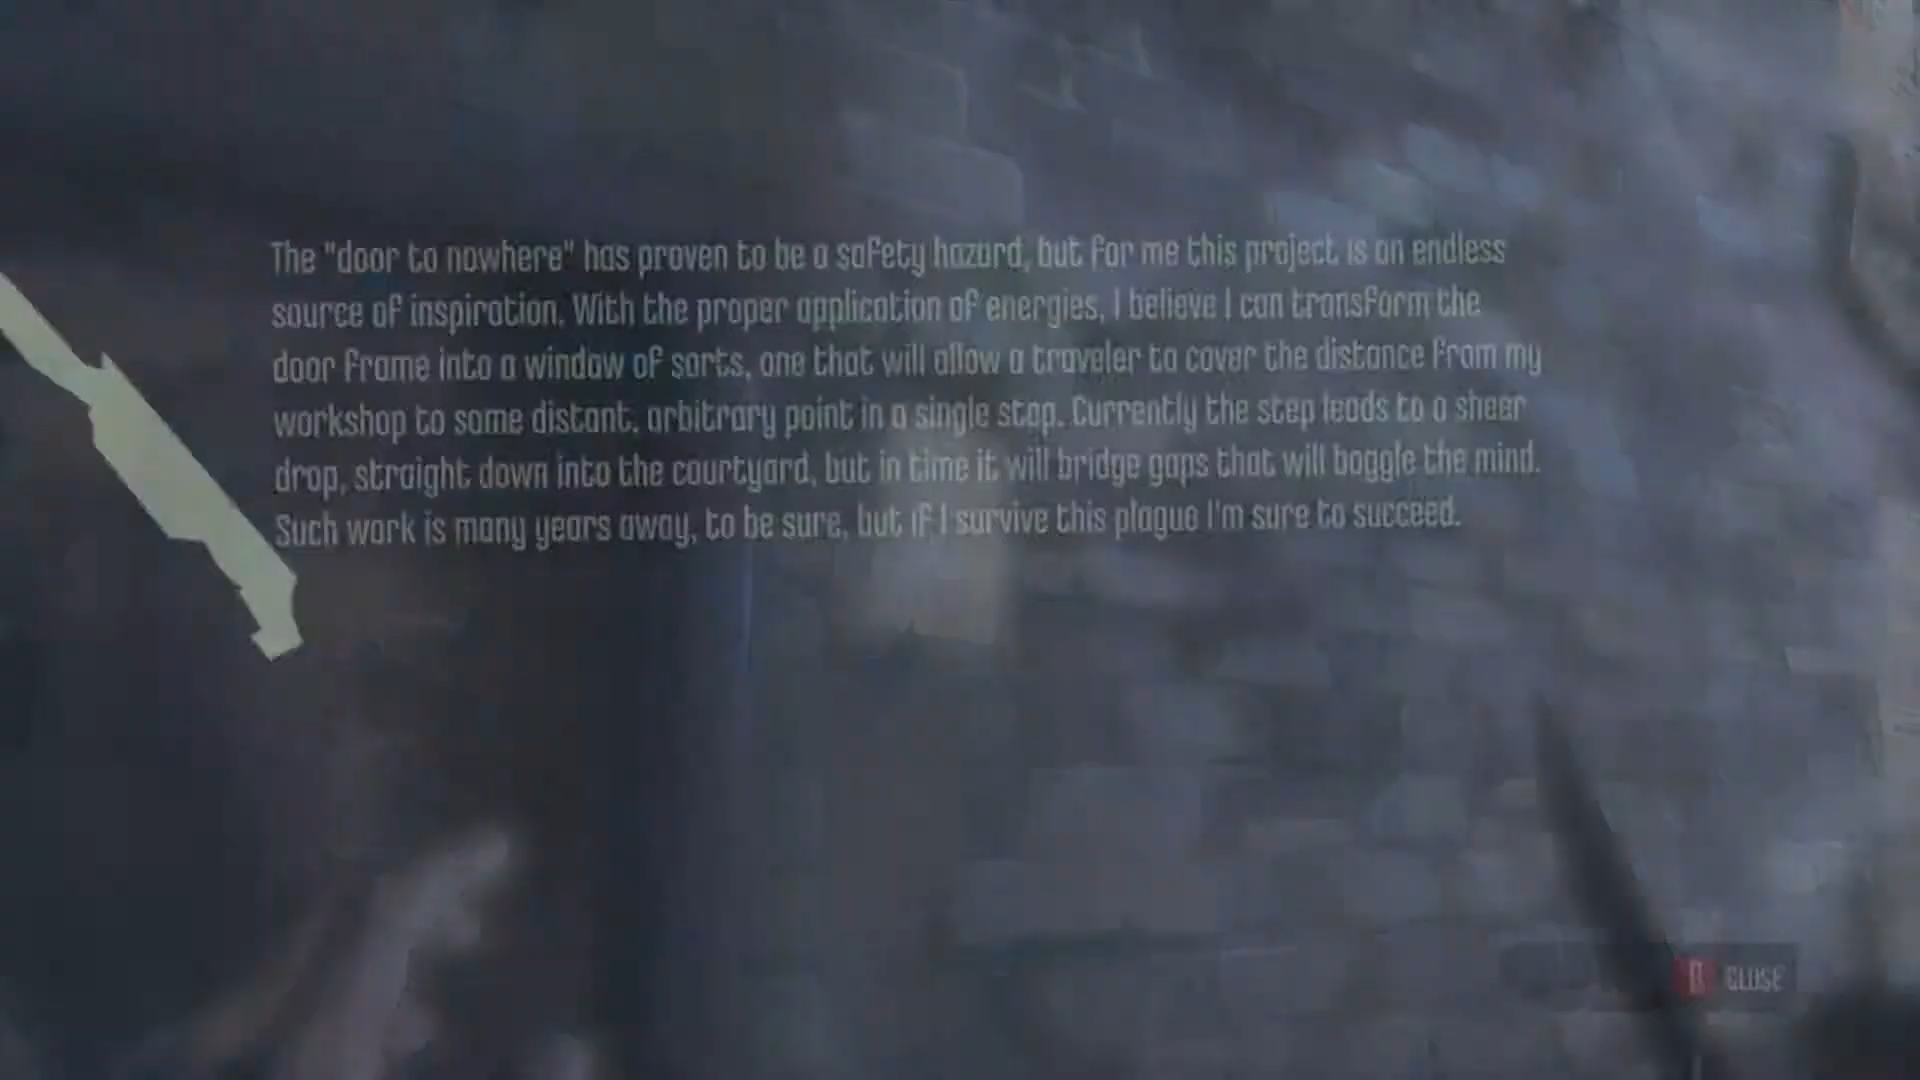 The "door to nowhere" has proven to be a safety hazard, but for me this project is an endless
source of inspiration. With the proper application of energies, I believe I can transform the
door frame into a window of sorts, one that will allow a traveler to cover the distance from my
workshop to some distant, arbitrary point in a single step. Currently the step leads to a sheer
drop, straight down into the courtyard, but in time it will bridge gaps that will boggle the mind.
Such work is many years away, to be sure, but if I survive this plague I'm sure to succeed.
CLOSE